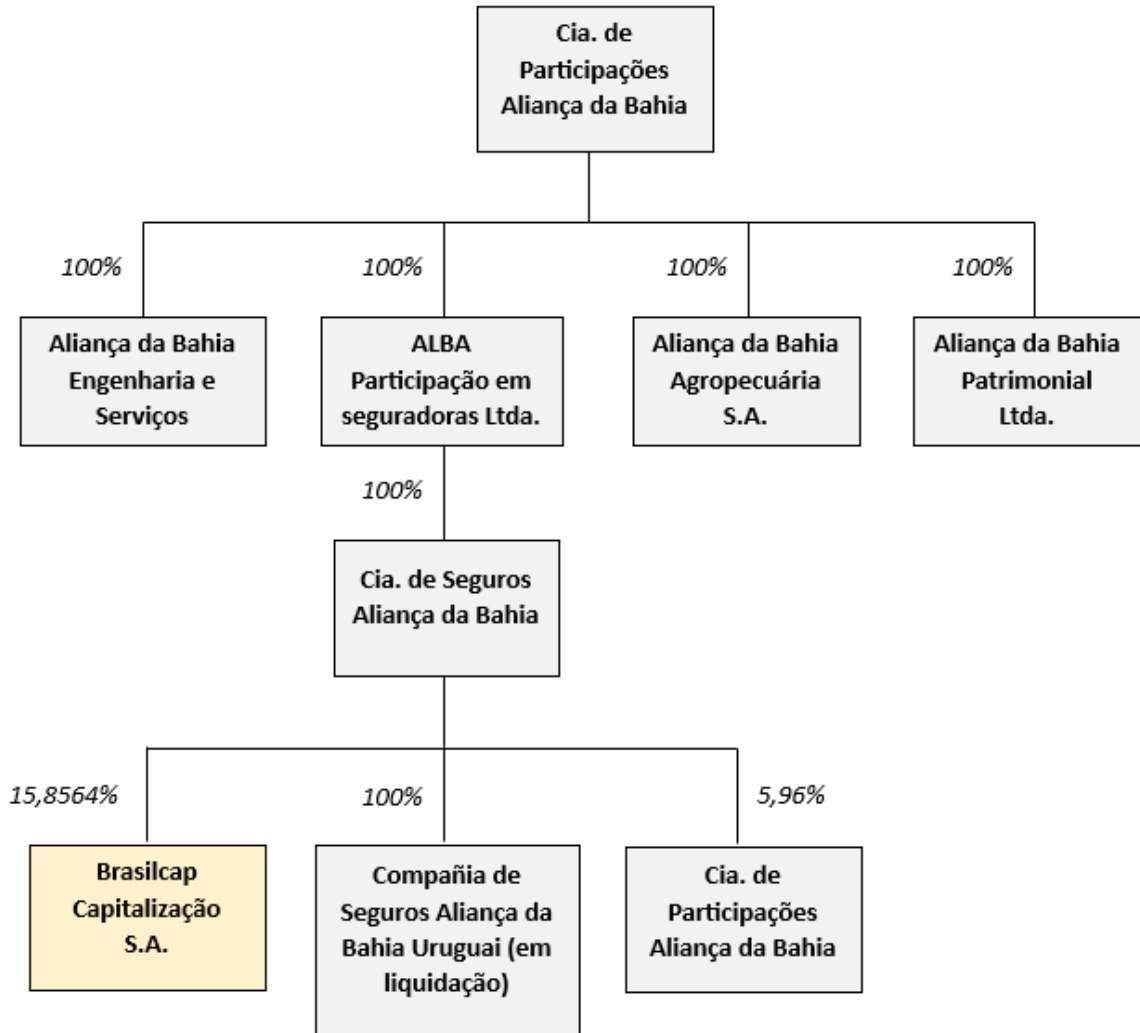 Cia. de
Participações
Aliança da Bahia
100%
100%
100%
100%
Aliança da Bahia
Engenharia e
Serviços
ALBA
Participação em
seguradoras Ltda.
Aliança da Bahia
Agropecuária
S.A.
Aliança da Bahia
Patrimonial
Ltda.
100%
Cia. de Seguros
Aliança da Bahia
15,8564%
100%
5,96%
Brasilcap
Capitalização
S.A.
Compañia de
Seguros Aliança da
Bahia Uruguai (em
liquidação)
Cia. de
Participações
Aliança da Bahia